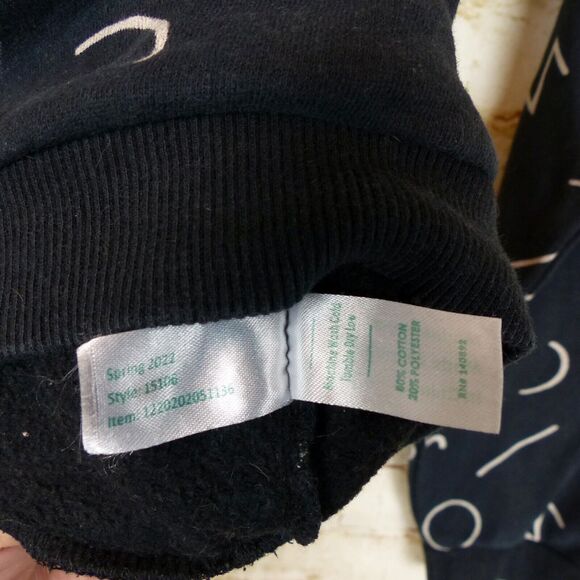 Spring 2022
Style: 15106
Item: 1220202051136
Machine Wash Cold
Tumble Dry Low
80% COTTON
20% POLYESTER
RN# 140892